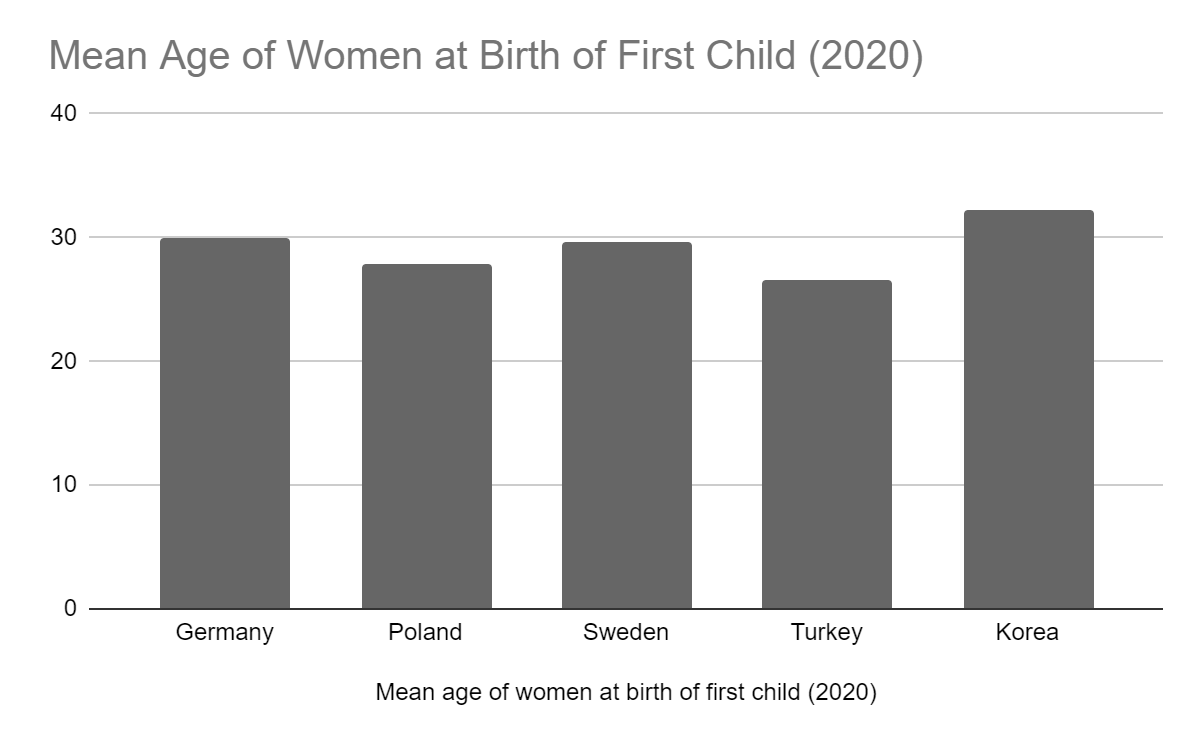 Mean Age of Women at Birth of First Child (2020)
40
30
20
10
0
Germany Poland Sweden Turkey Korea
Mean age of women at birth of first child (2020)